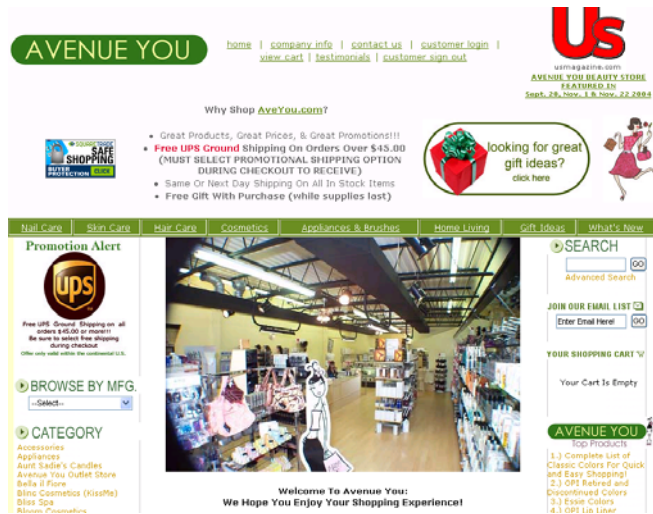 AVENUE YOU
home | company info | contact us | customer login |
view cart | testimonials | customer sign out
Us
usmagazine.com
AVENUE YOU BEAUTY STORE
FEATURED IN
Sept. 20, Nov. 1 & Nov. 22 2004
Why Shop AveYou.com?
Great Products, Great Prices, & Great Promotions!!!
Free UPS Ground Shipping On Orders Over $45.00
(MUST SELECT PROMOTIONAL SHIPPING OPTION
DURING CHECKOUT TO RECEIVE)
Same Or Next Day Shipping On All In Stock Items
Free Gift With Purchase (while supplies last)
SQUARE TRADE
SAFE
SHOPPING
BUYER
PROTECTION
CLICK
looking for great
gift ideas?
click here
Nail Care
Skin Care
Hair Care
Cosmetics
Appliances & Brushes
Home Living
Gift Ideas
What's New
Promotion Alert
ups
Free UPS Ground Shipping on all
orders $45.00 or more!!!
Be sure to select free shipping
during checkout
Offer only valid within the continental U.S.
BROWSE BY MFG.
--Select--
CATEGORY
Accessories
Appliances
Aunt Sadie's Candles
Avenue You Outlet Store
Bella il Fiore
Blinc Cosmetics (KissMe)
Bliss Spa
Bloom Cosmetics
Welcome To Avenue You:
We Hope You Enjoy Your Shopping Experience!
SEARCH
GO
Advanced Search
JOIN OUR EMAIL LIST
Enter Email Here!
GO
YOUR SHOPPING CART
Your Cart Is Empty
AVENUE YOU
Top Products
1.) Complete List of
Classic Colors For Quick
and Easy Shopping!
2.) OPI Retired and
Discontinued Colors
3.) Essie Colors
4.) OPI Lip Liner